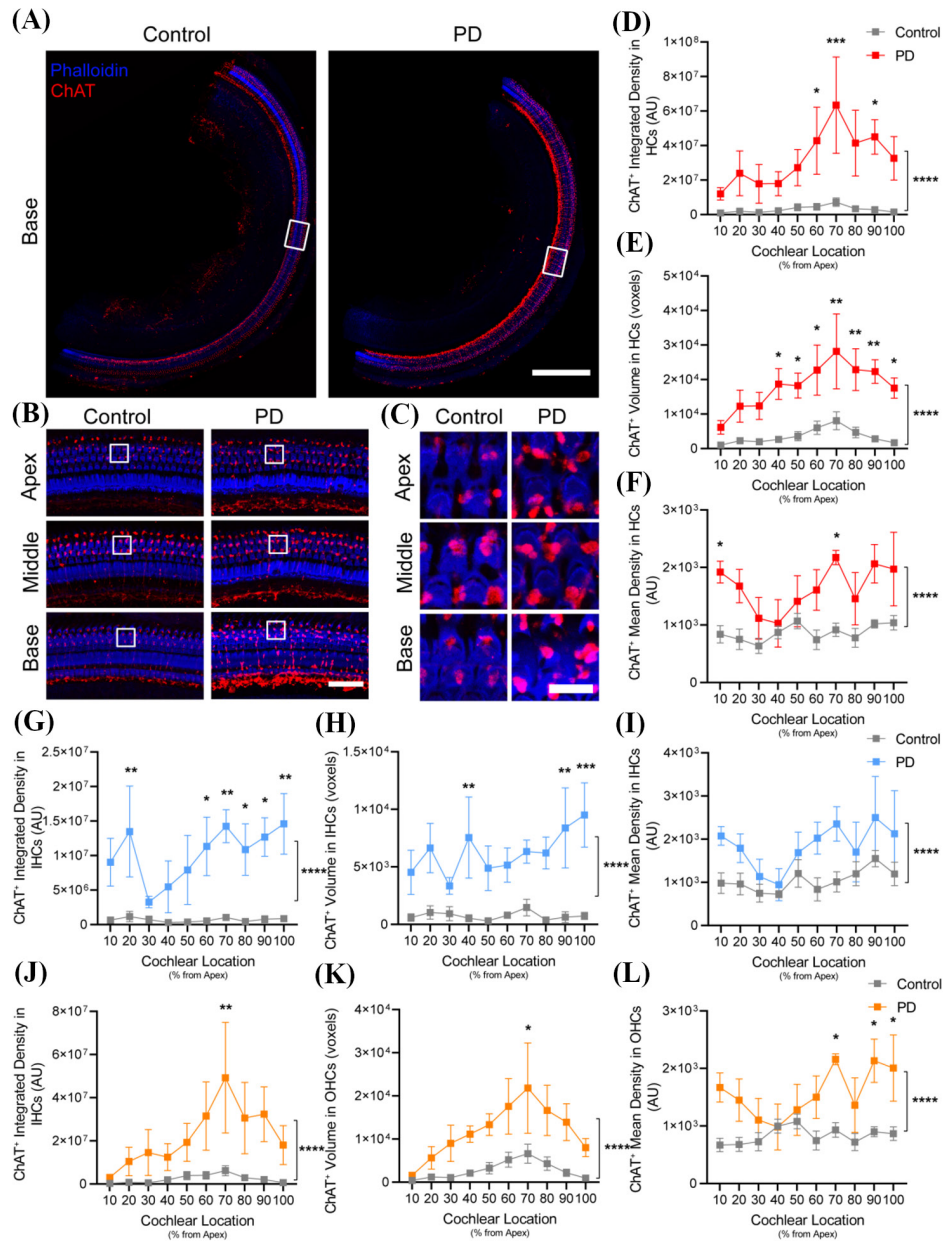 (A)
Control
PD
Phalloidin
ChAT
Base
(B)
Control
PD
Apex
Middle
Base
(C)
Control
PD
Apex
Middle
Base
(D)
Control
PD
ChAT⁺ Integrated Density in
HCs (AU)
1×10⁸
8×10⁷
6×10⁷
4×10⁷
2×10⁷
0
* *** * ****
10 20 30 40 50 60 70 80 90 100
Cochlear Location
(% from Apex)
(E)
ChAT⁺ Volume in HCs (voxels)
5×10⁴
4×10⁴
3×10⁴
2×10⁴
1×10⁴
0
* * * ** ** ** * ****
10 20 30 40 50 60 70 80 90 100
Cochlear Location
(% from Apex)
(F)
ChAT⁺ Mean Density in HCs
(AU)
3×10³
2×10³
1×10³
0
* * ****
10 20 30 40 50 60 70 80 90 100
Cochlear Location
(% from Apex)
(G)
ChAT⁺ Integrated Density in
IHCs (AU)
2.5×10⁷
2.0×10⁷
1.5×10⁷
1.0×10⁷
5.0×10⁶
0
** * ** * * ** ****
10 20 30 40 50 60 70 80 90 100
Cochlear Location
(% from Apex)
(H)
ChAT⁺ Volume in IHCs (voxels)
1.5×10⁴
1.0×10⁴
5.0×10³
0
** ** *** ****
10 20 30 40 50 60 70 80 90 100
Cochlear Location
(% from Apex)
(I)
Control
PD
ChAT⁺ Mean Density in IHCs
(AU)
4×10³
3×10³
2×10³
1×10³
0
****
10 20 30 40 50 60 70 80 90 100
Cochlear Location
(% from Apex)
(J)
ChAT⁺ Integrated Density in
IHCs (AU)
8×10⁷
6×10⁷
4×10⁷
2×10⁷
0
** ****
10 20 30 40 50 60 70 80 90 100
Cochlear Location
(% from Apex)
(K)
ChAT⁺ Volume in OHCs (voxels)
4×10⁴
3×10⁴
2×10⁴
1×10⁴
0
* ****
10 20 30 40 50 60 70 80 90 100
Cochlear Location
(% from Apex)
(L)
Control
PD
ChAT⁺ Mean Density in OHCs
(AU)
3×10³
2×10³
1×10³
0
* * * ****
10 20 30 40 50 60 70 80 90 100
Cochlear Location
(% from Apex)